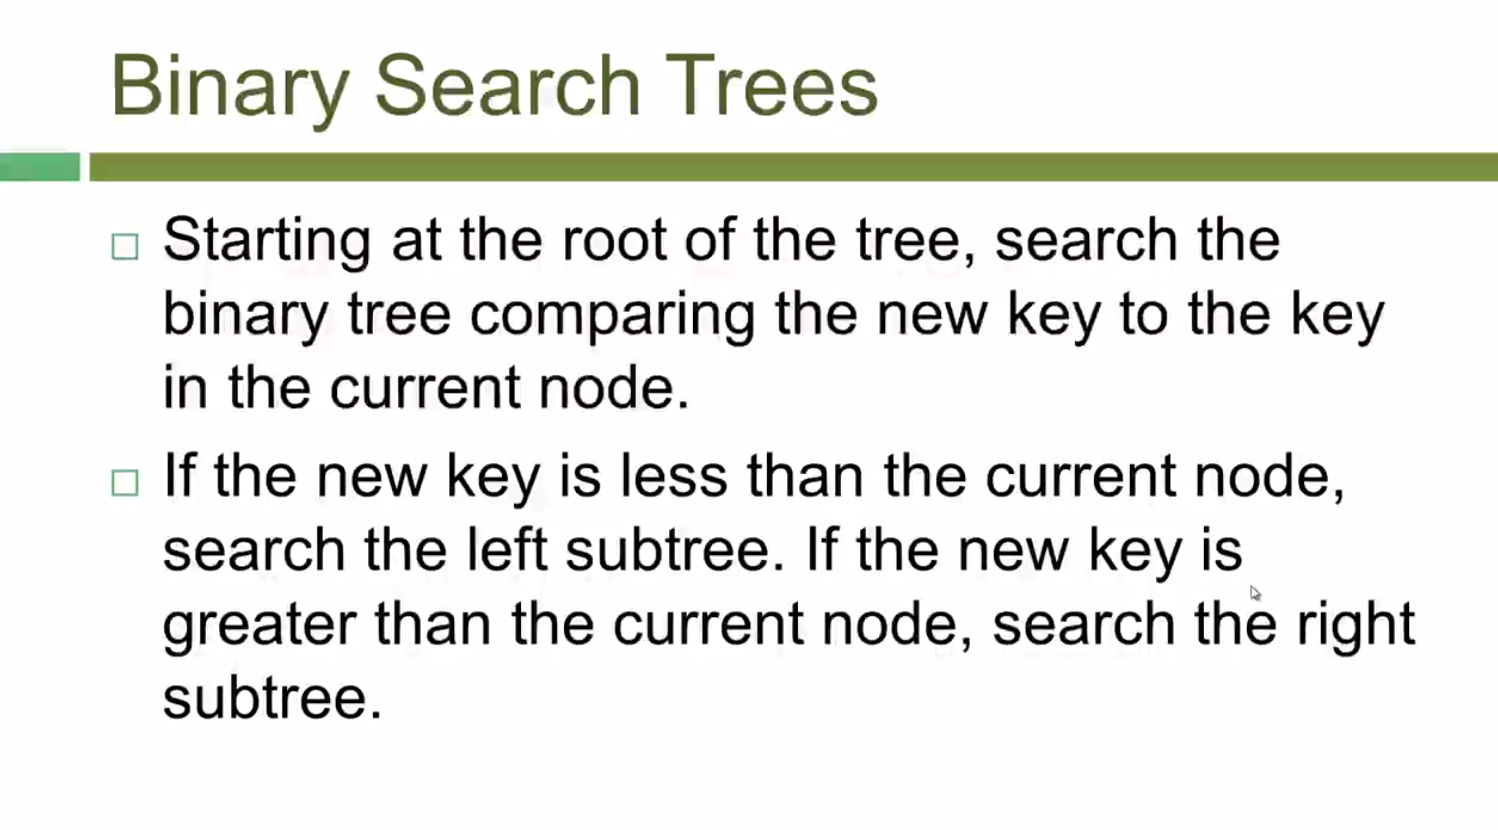 Binary Search Trees
Starting at the root of the tree, search the
binary tree comparing the new key to the key
in the current node.
If the new key is less than the current node,
search the left subtree. If the new key is
greater than the current node, search the right
subtree.